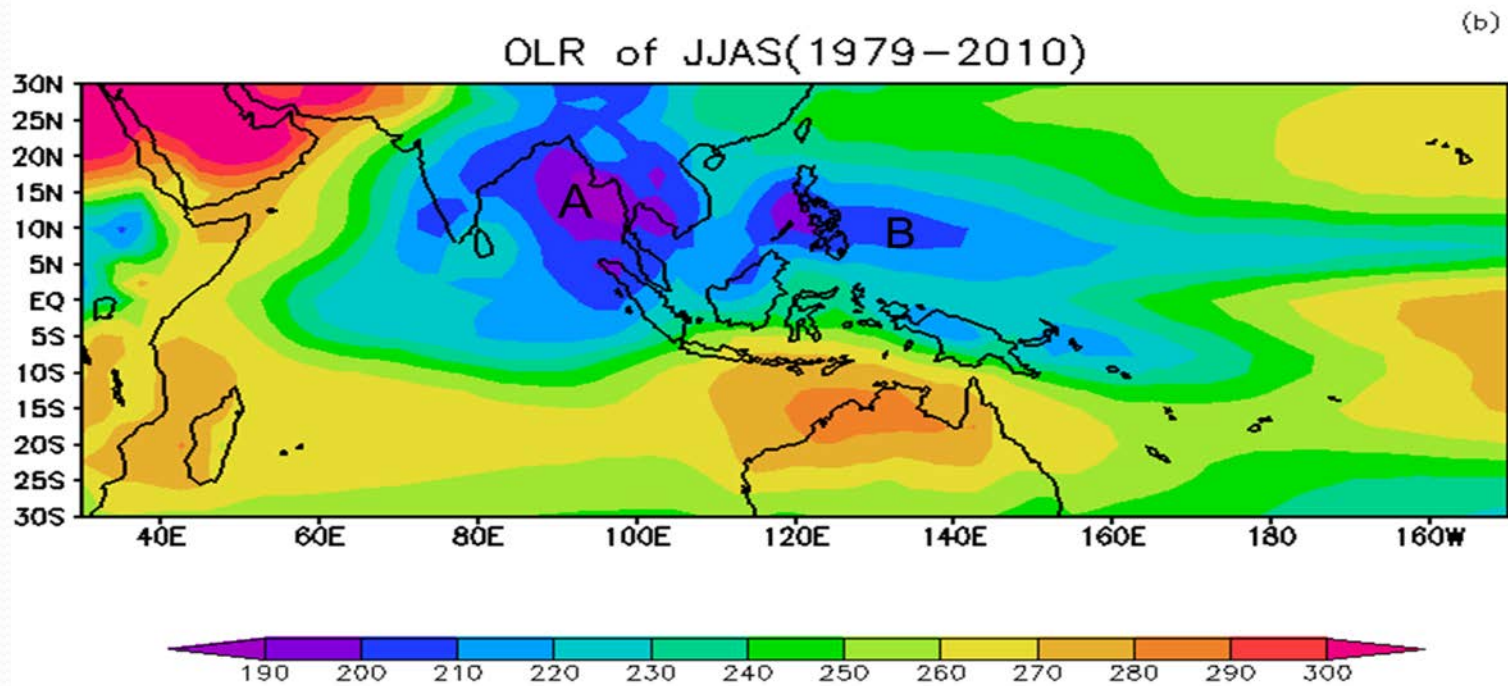 (b)
OLR of JJAS(1979-2010)
30N
25N
20N
15N
10N
5N
EQ
5S
10S
15S
20S
25S
30S
A
B
40E 60E 80E 100E 120E 140E 160E 180 160W
190 200 210 220 230 240 250 260 270 280 290 300